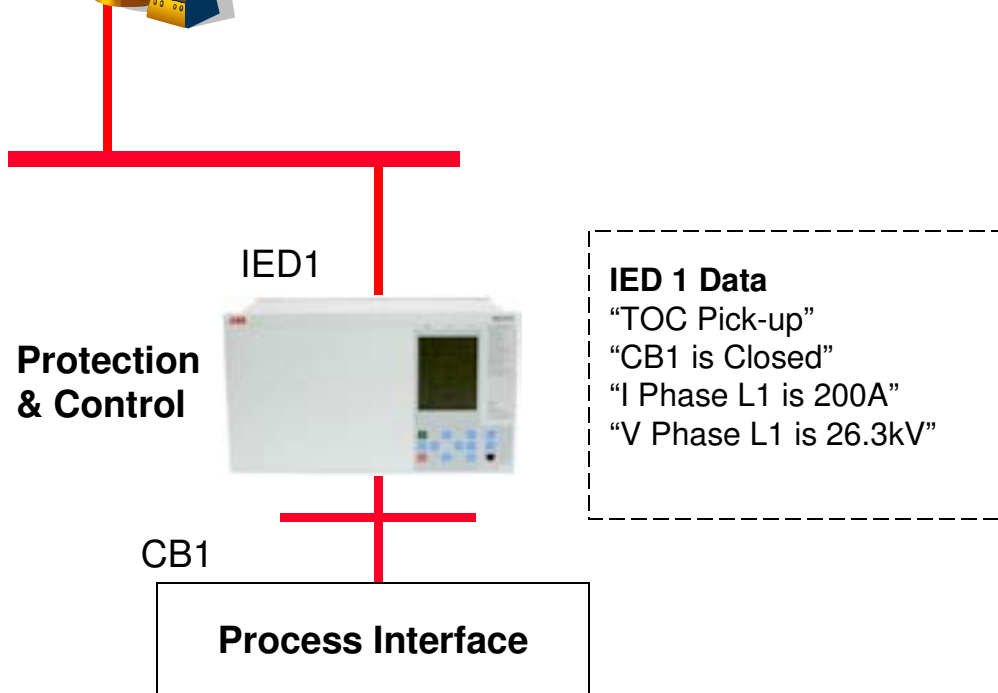 IED1
Protection
& Control
IED 1 Data
“TOC Pick-up”
“CB1 is Closed”
“I Phase L1 is 200A”
“V Phase L1 is 26.3kV”
ABB
CB1
Process Interface